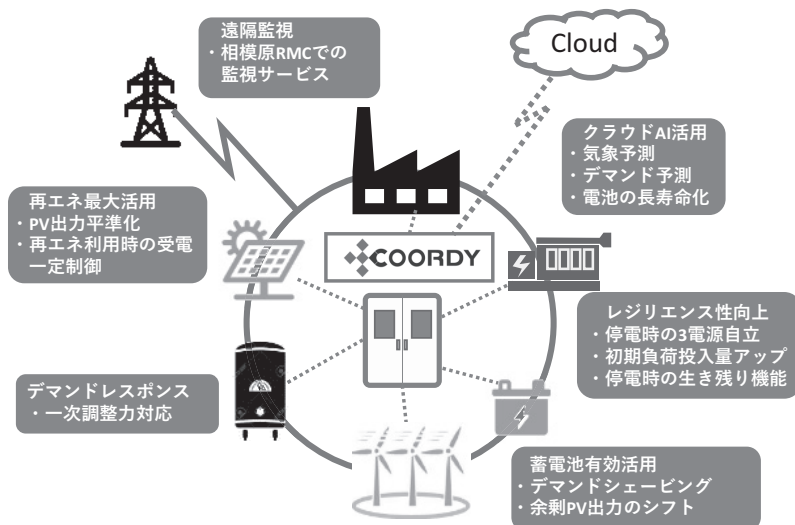 遠隔監視
・相模原RMCでの
監視サービス
Cloud
クラウドAI活用
・気象予測
・デマンド予測
・電池の長寿命化
再エネ最大活用
・PV出力平準化
・再エネ利用時の受電
一定制御
COORDY
レジリエンス性向上
・停電時の3電源自立
・初期負荷投入量アップ
・停電時の生き残り機能
デマンドレスポンス
・一次調整力対応
蓄電池有効活用
・デマンドシェービング
・余剰PV出力のシフト